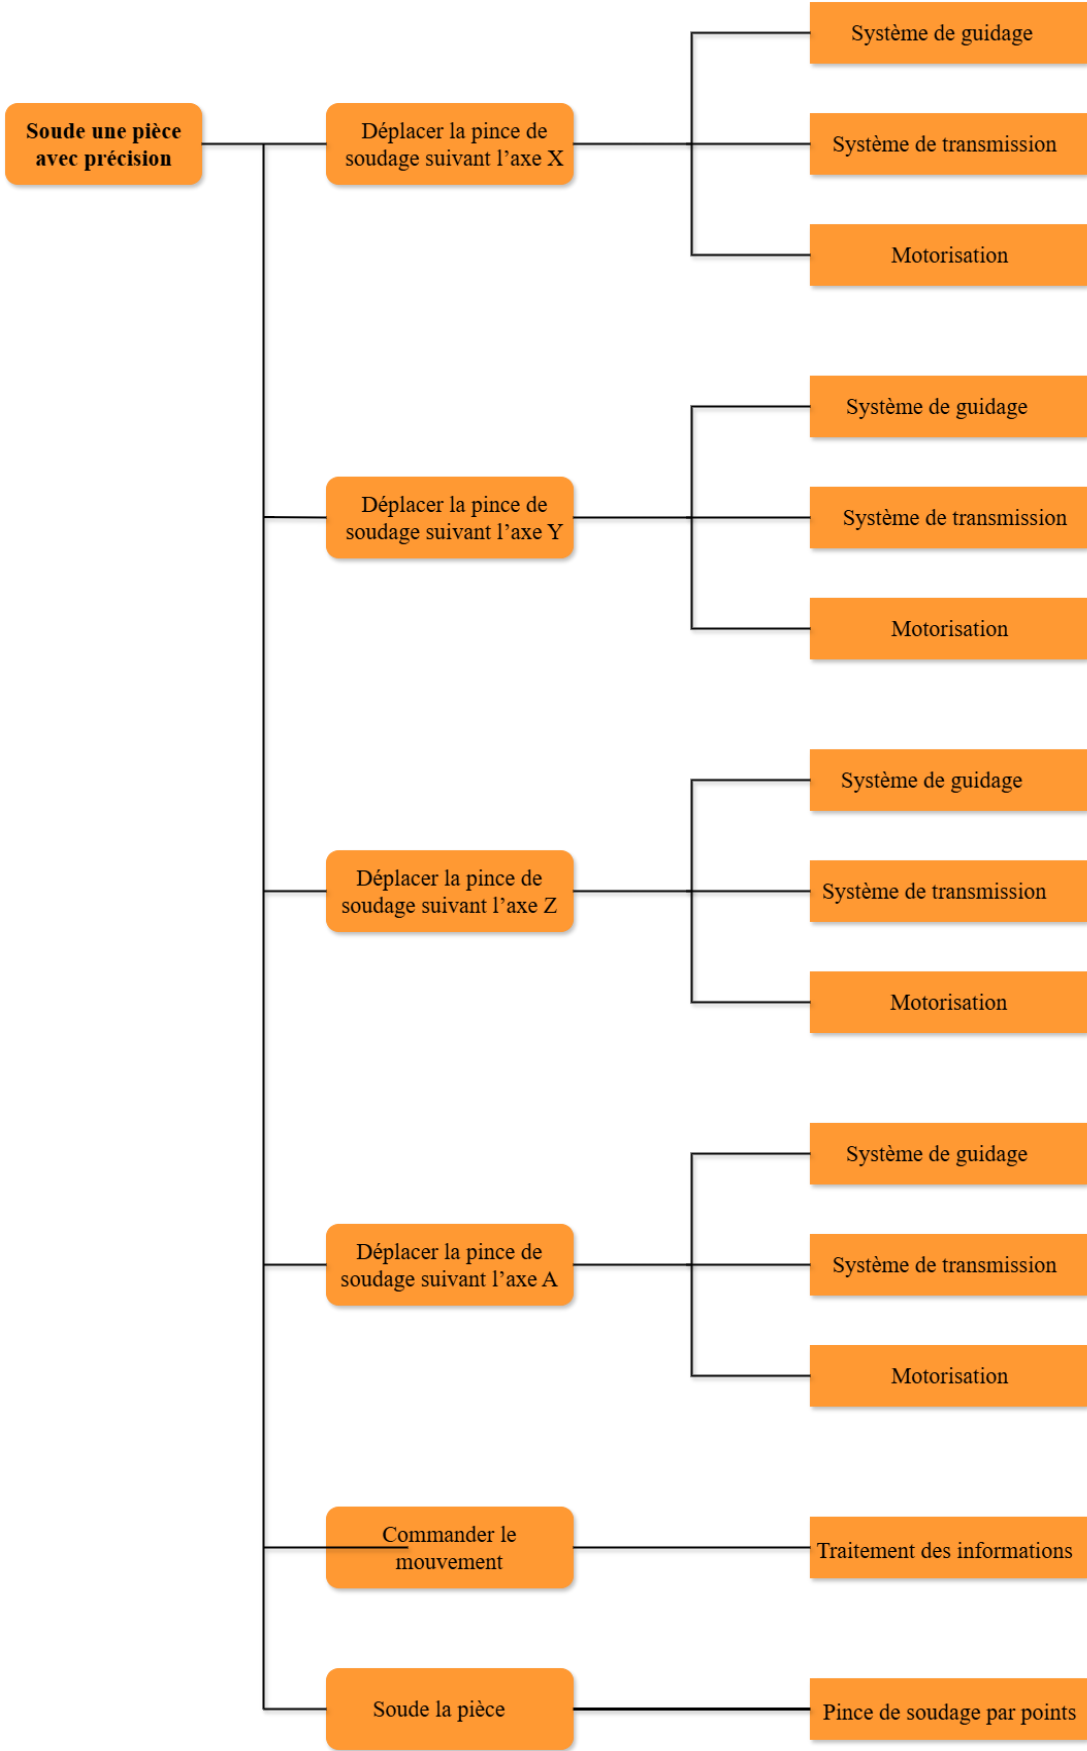 Soude une pièce
avec précision
Déplacer la pince de
soudage suivant l’axe X
Système de guidage
Système de transmission
Motorisation
Déplacer la pince de
soudage suivant l’axe Y
Système de guidage
Système de transmission
Motorisation
Déplacer la pince de
soudage suivant l’axe Z
Système de guidage
Système de transmission
Motorisation
Déplacer la pince de
soudage suivant l’axe A
Système de guidage
Système de transmission
Motorisation
Commander le
mouvement
Traitement des informations
Soude la pièce
Pince de soudage par points